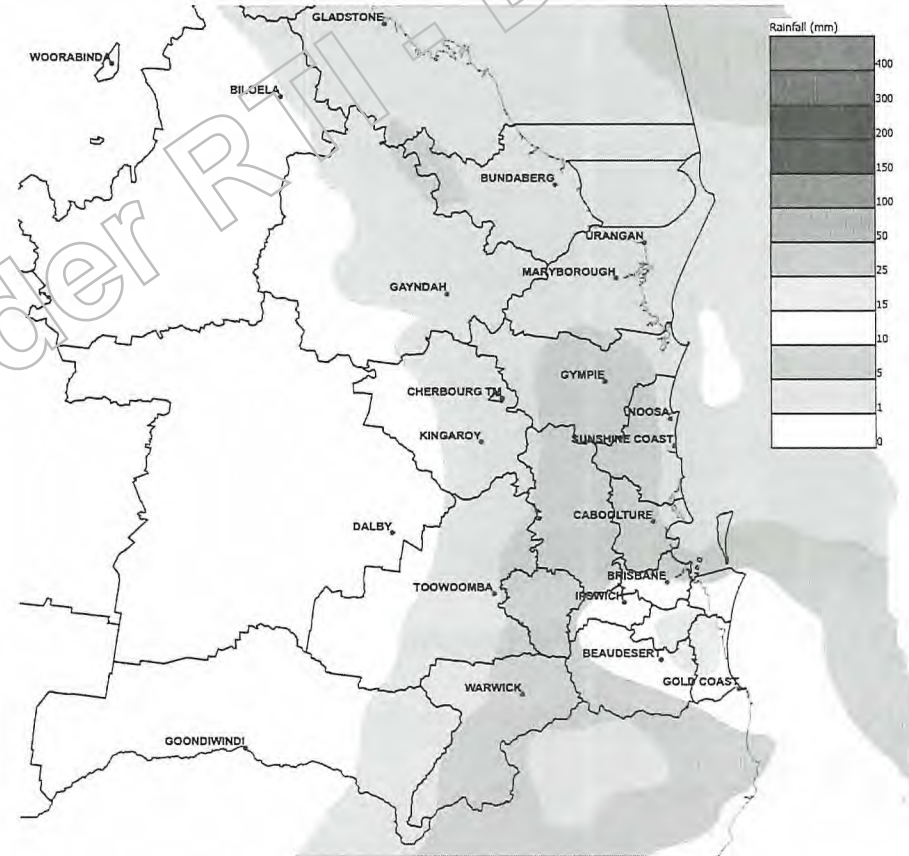 GLADSTONE
Rainfall (mm)
WOORABINDA
400
BILOELA
300
200
150
BUNDABERG
100
URANGAN
50
MARYBOROUGH
25
GAYNDAH
15
10
GYMPIE
5
CHERBOURG TM
1
NOOSA
KINGAROY
SUNSHINE COAST
0
CABOOLTURE
DALBY
BRISBANE
TOOWOOMBA
IPSWICH
BEAUDESERT
GOLD COAST
WARWICK
GOONDIWINDI
der RTI - D